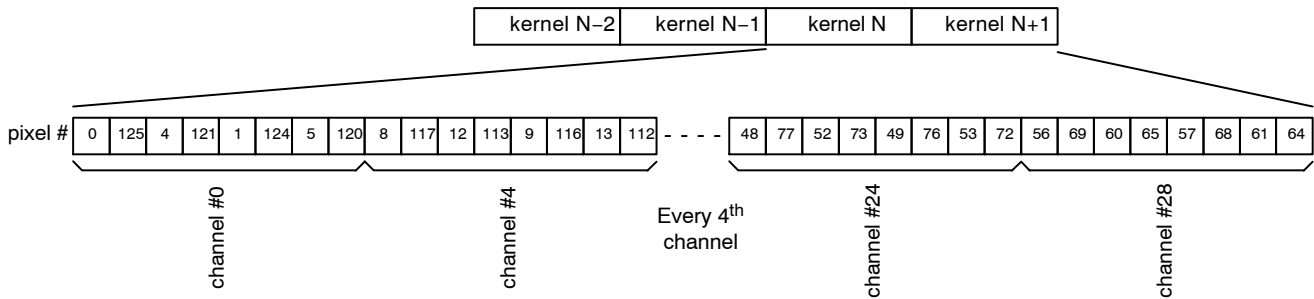 kernel N−2 kernel N−1 kernel N kernel N+1
pixel # 0 125 4 121 1 124 5 120 8 117 12 113 9 116 13 112 - - - - 48 77 52 73 49 76 53 72 56 69 60 65 57 68 61 64
channel #0
channel #4
Every 4th
channel
channel #24
channel #28